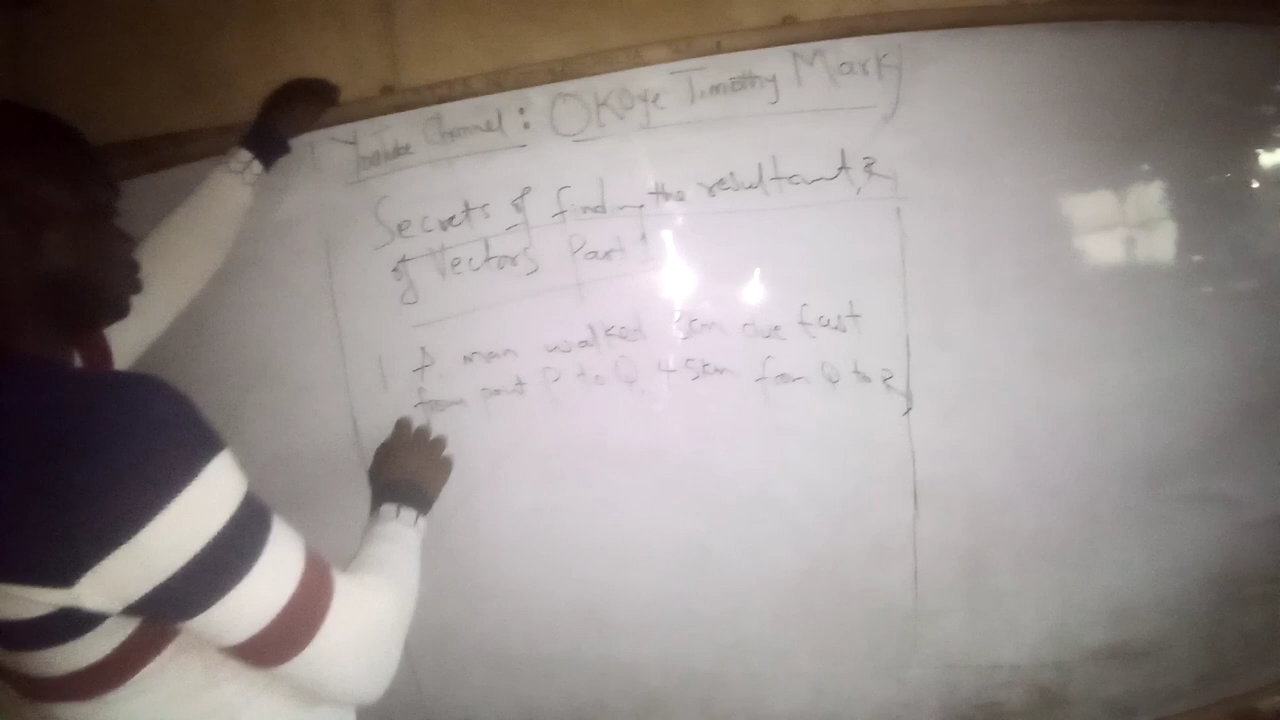 YouTube Channel: Okoye Timothy Mark
Secrets of finding the resultant, R
of Vectors Part 1
1 A man walked 3km due East
from point P to Q, + 5km from Q to R